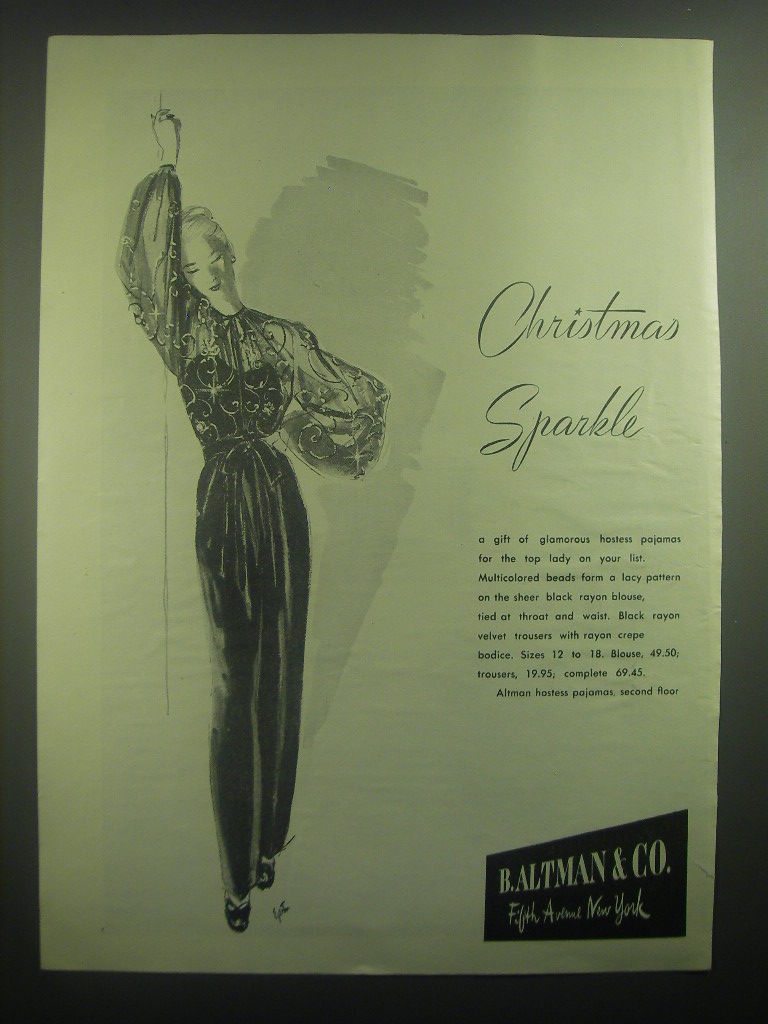 Christmas
Sparkle
a gift of glamorous hostess pajamas
for the top lady on your list.
Multicolored beads form a lacy pattern
on the sheer black rayon blouse,
tied at throat and waist. Black rayon
velvet trousers with rayon crepe
bodice. Sizes 12 to 18. Blouse, 49.50;
trousers, 19.95; complete 69.45.
Altman hostess pajamas, second floor
B. ALTMAN & CO.
Fifth Avenue New York